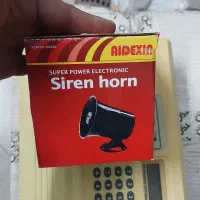 AIDEXIN
SUPER POWER ELECTRONIC
Siren horn